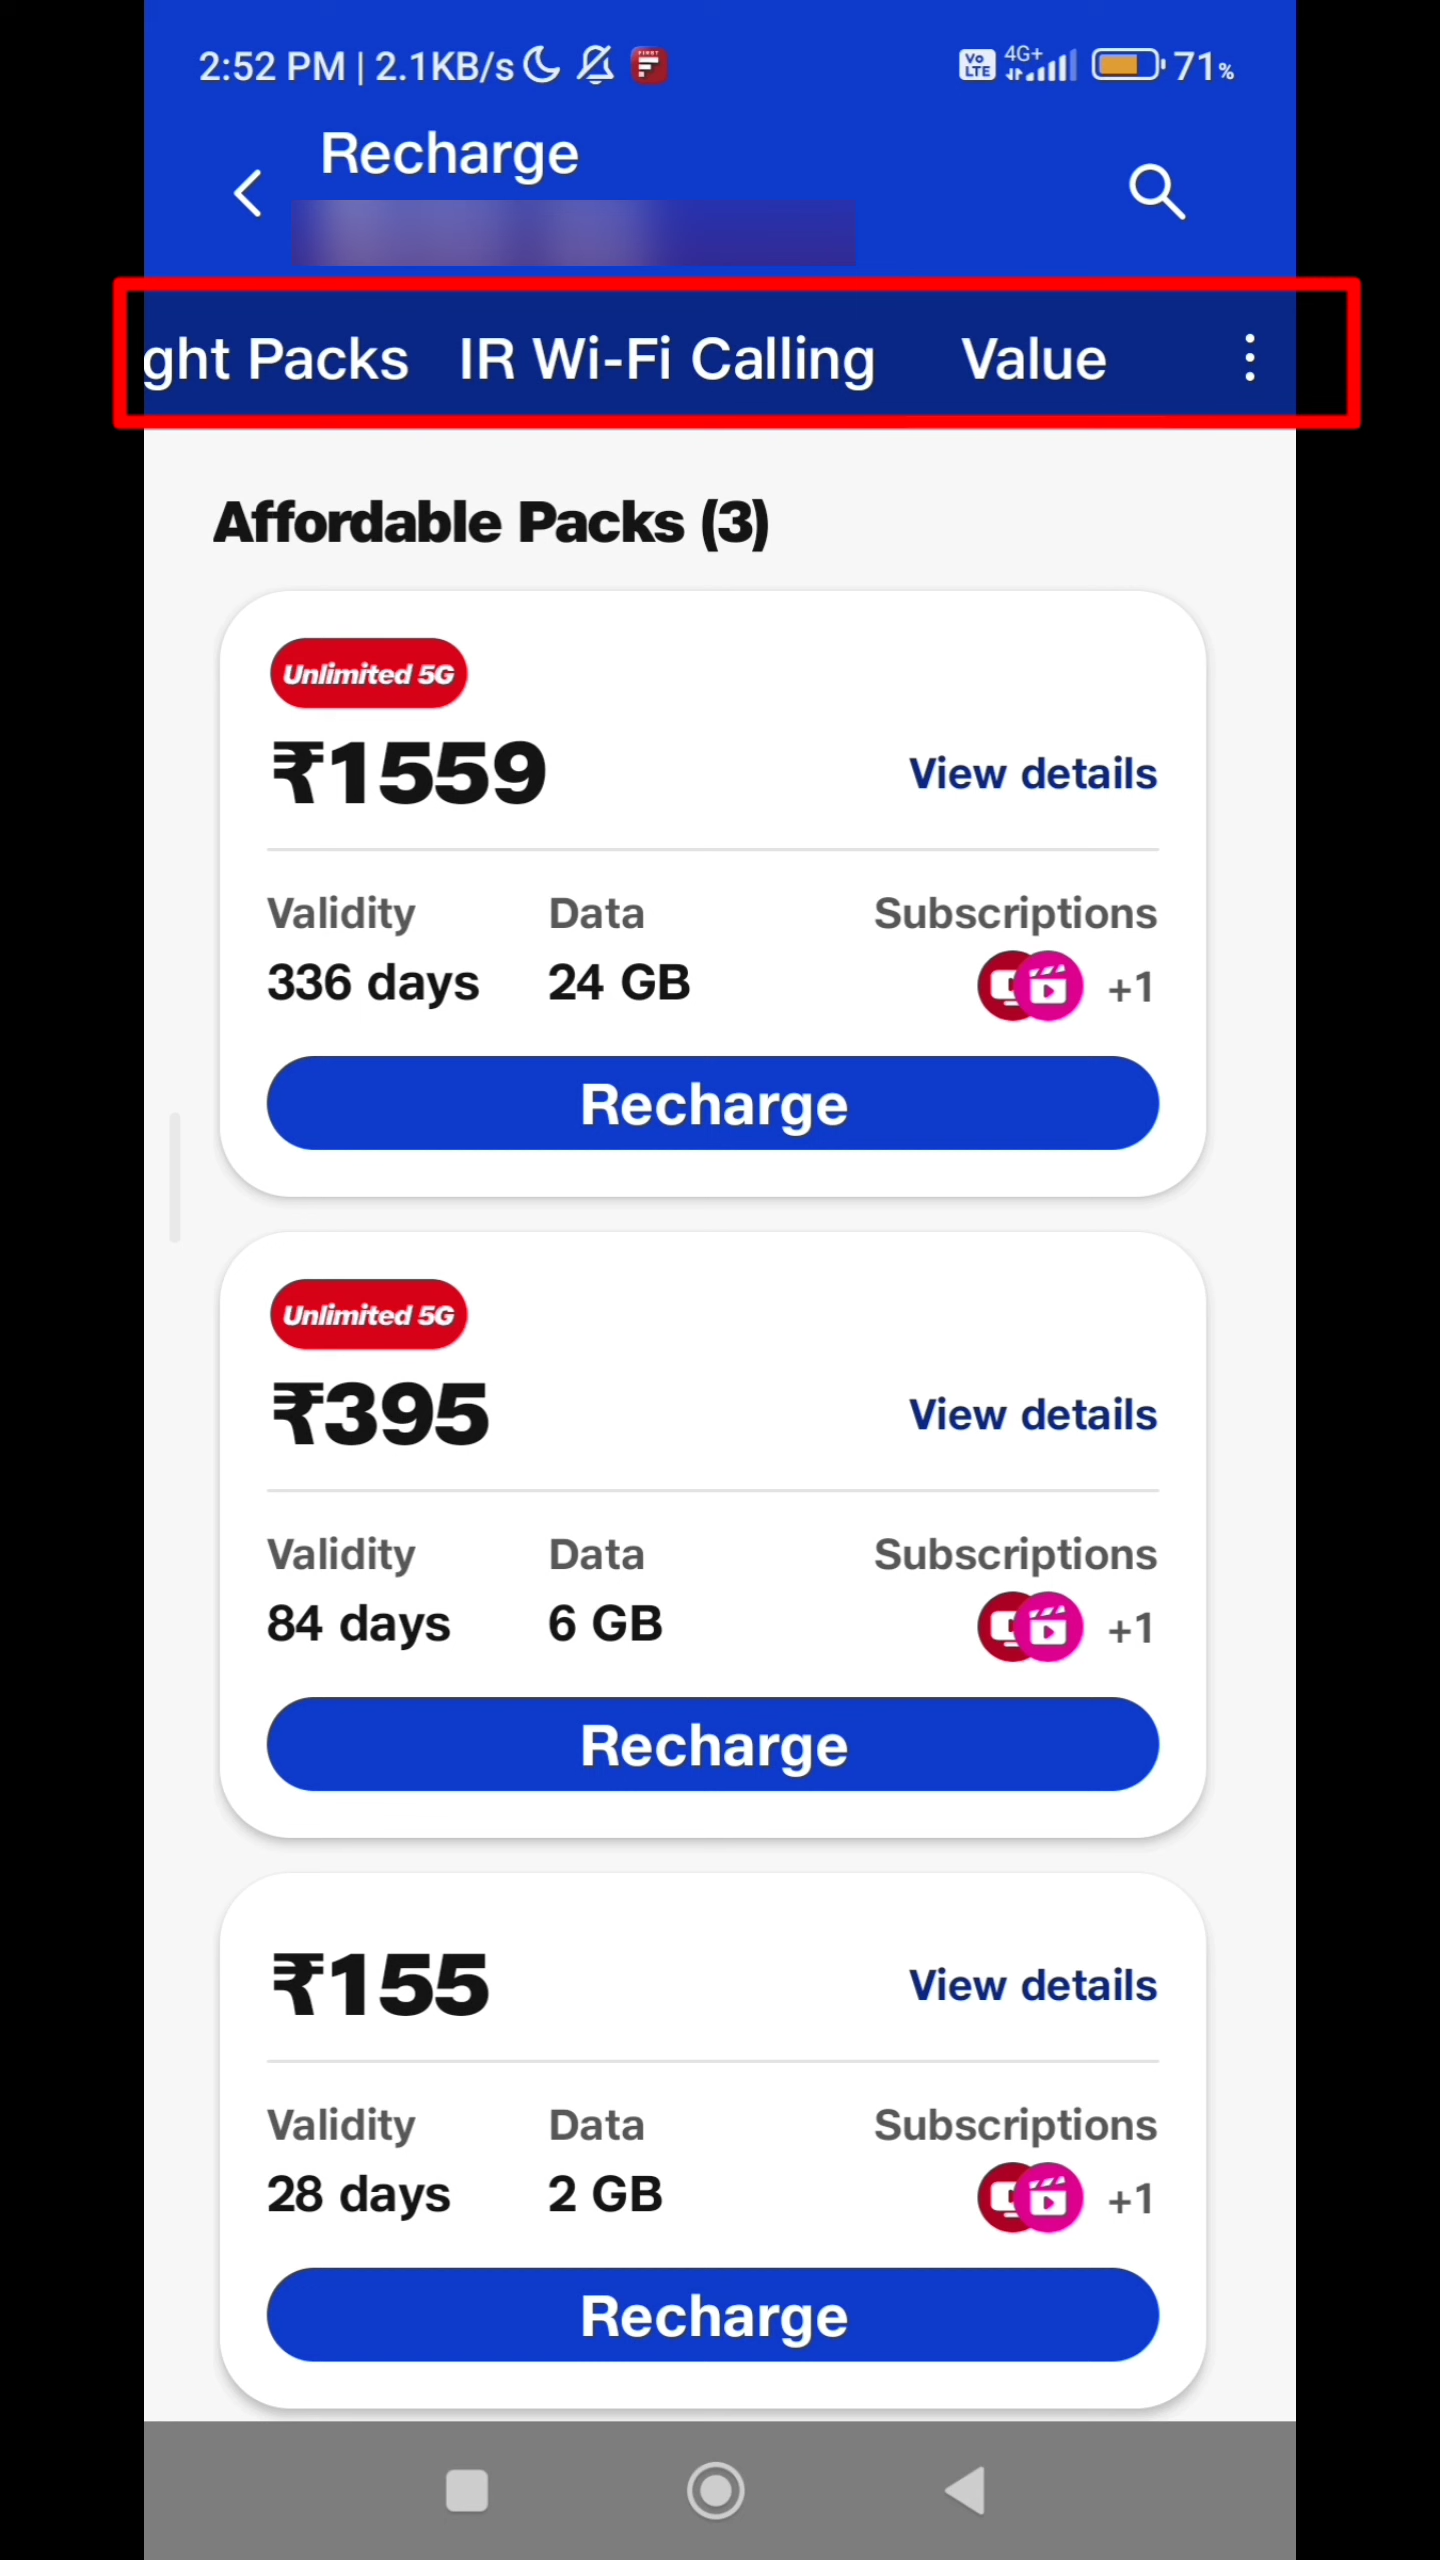 2:52 PM | 2.1KB/s FIRST Vo LTE 4G+ 71%
Recharge
ght Packs IR Wi-Fi Calling Value
Affordable Packs (3)
Unlimited 5G
₹1559 View details
Validity Data Subscriptions
336 days 24 GB +1
Recharge
Unlimited 5G
₹395 View details
Validity Data Subscriptions
84 days 6 GB +1
Recharge
₹155 View details
Validity Data Subscriptions
28 days 2 GB +1
Recharge